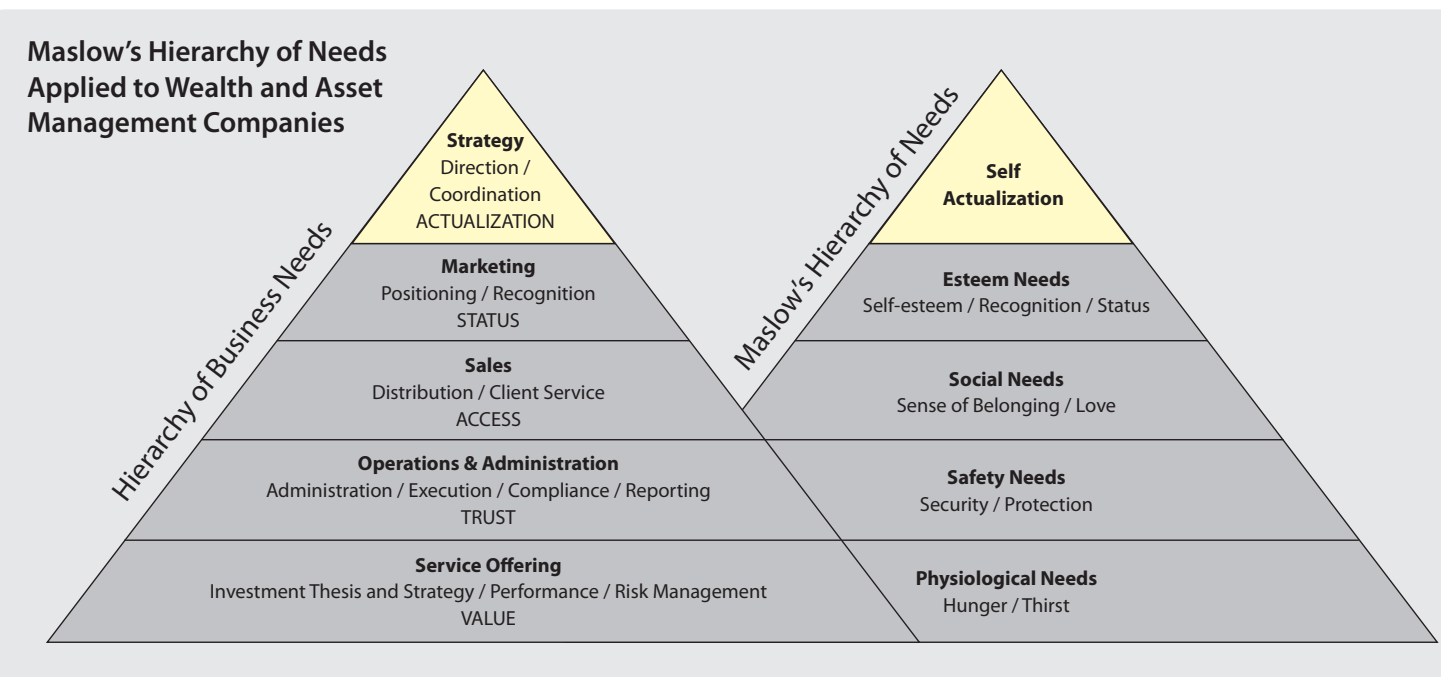 Maslow’s Hierarchy of Needs
Applied to Wealth and Asset
Management Companies
Hierarchy of Business Needs
Strategy
Direction /
Coordination
ACTUALIZATION
Marketing
Positioning / Recognition
STATUS
Sales
Distribution / Client Service
ACCESS
Operations & Administration
Administration / Execution / Compliance / Reporting
TRUST
Service Offering
Investment Thesis and Strategy / Performance / Risk Management
VALUE
Maslow’s Hierarchy of Needs
Self
Actualization
Esteem Needs
Self-esteem / Recognition / Status
Social Needs
Sense of Belonging / Love
Safety Needs
Security / Protection
Physiological Needs
Hunger / Thirst